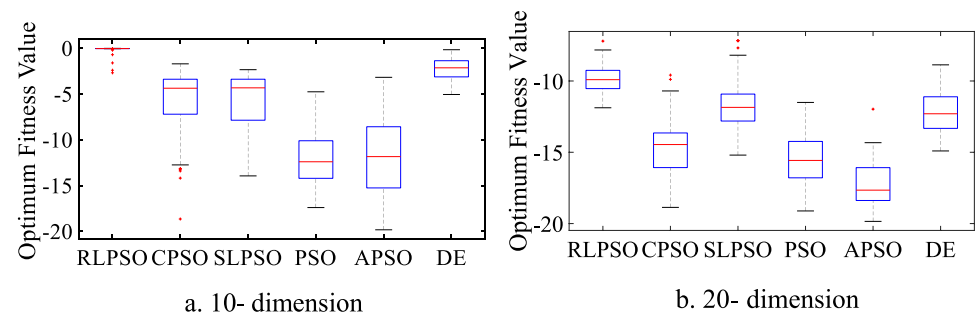 Optimum Fitness Value
0
-5
-10
-15
-20
RLPSO CPSO SLPSO PSO APSO DE
a. 10- dimension
Optimum Fitness Value
-10
-15
-20
RLPSO CPSO SLPSO PSO APSO DE
b. 20- dimension